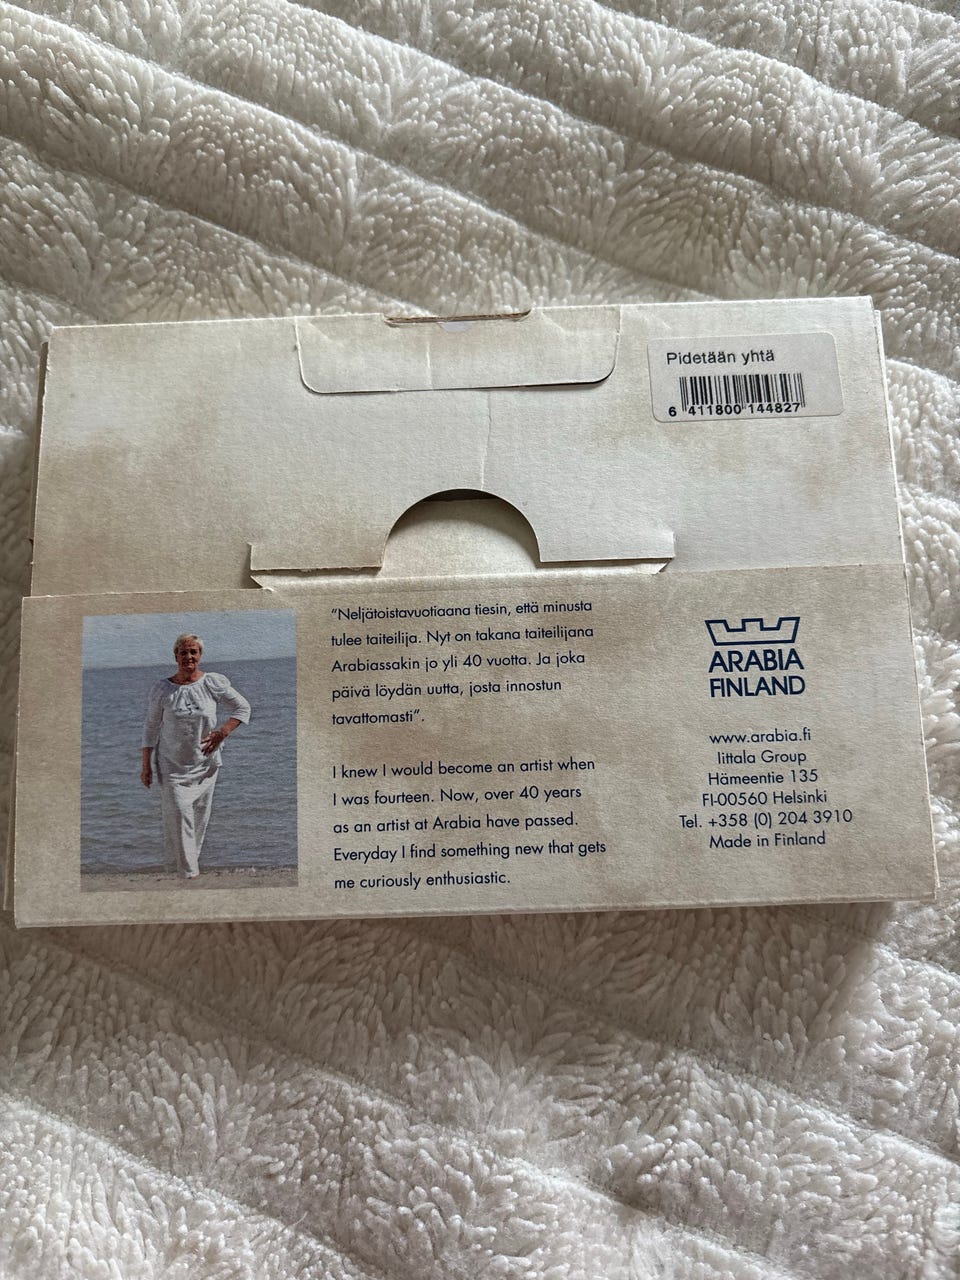 Pidetään yhtä
6 411800 144827
"Neljätoistavuotiaana tiesin, että minusta
tulee taiteilija. Nyt on takana taiteilijana
Arabiassakin jo yli 40 vuotta. Ja joka
päivä löydän uutta, josta innostun
tavattomasti".
I knew I would become an artist when
I was fourteen. Now, over 40 years
as an artist at Arabia have passed.
Everyday I find something new that gets
me curiously enthusiastic.
ARABIA
FINLAND
www.arabia.fi
Iittala Group
Hämeentie 135
FI-00560 Helsinki
Tel. +358 (0) 204 3910
Made in Finland